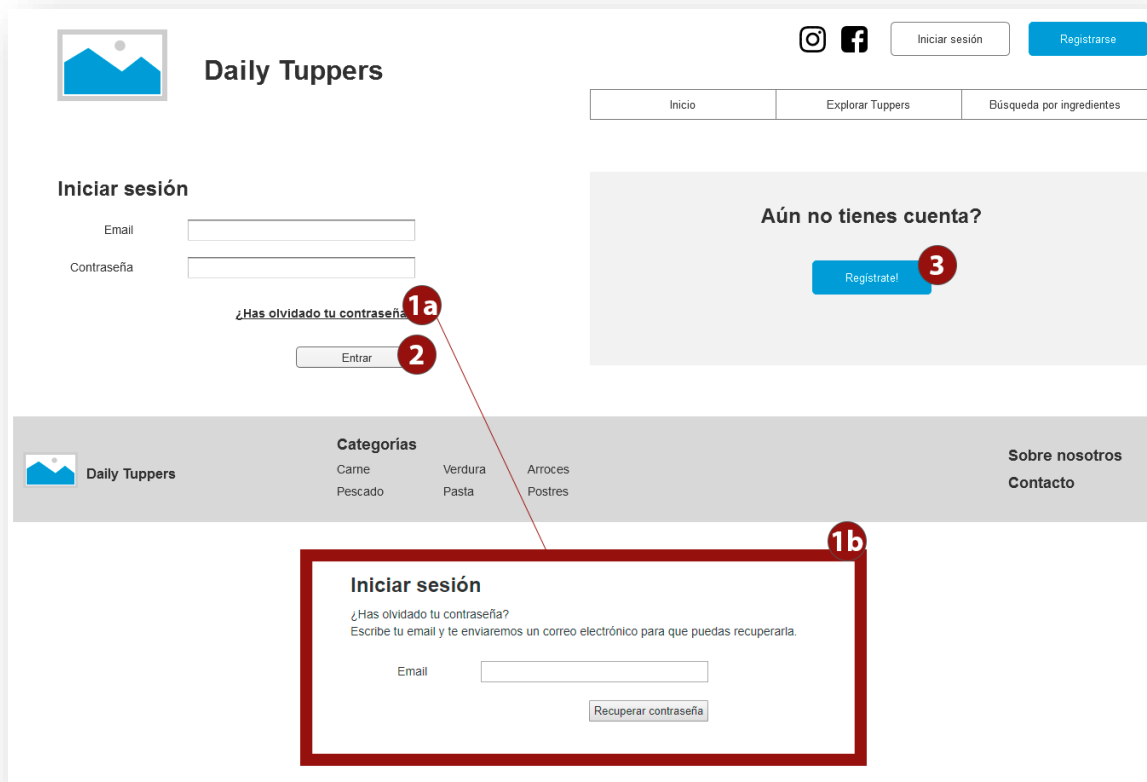 Daily Tuppers
Iniciar sesión
Registrarse
Inicio
Explorar Tuppers
Búsqueda por ingredientes
Iniciar sesión
Email
Contraseña
¿Has olvidado tu contraseña
1a
Entrar
2
Aún no tienes cuenta?
Regístrate!
3
Daily Tuppers
Categorías
Carne
Verdura
Arroces
Pescado
Pasta
Postres
Sobre nosotros
Contacto
1b
Iniciar sesión
¿Has olvidado tu contraseña?
Escribe tu email y te enviaremos un correo electrónico para que puedas recuperarla.
Email
Recuperar contraseña